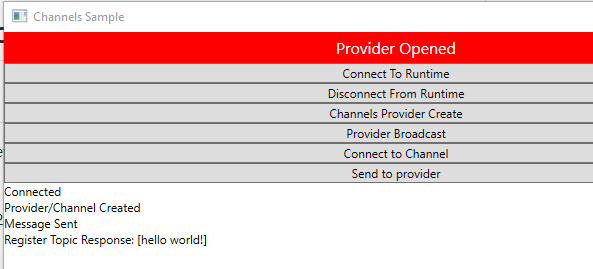 Channels Sample
Provider Opened
Connect To Runtime
Disconnect From Runtime
Channels Provider Create
Provider Broadcast
Connect to Channel
Send to provider
Connected
Provider/Channel Created
Message Sent
Register Topic Response: [hello world!]